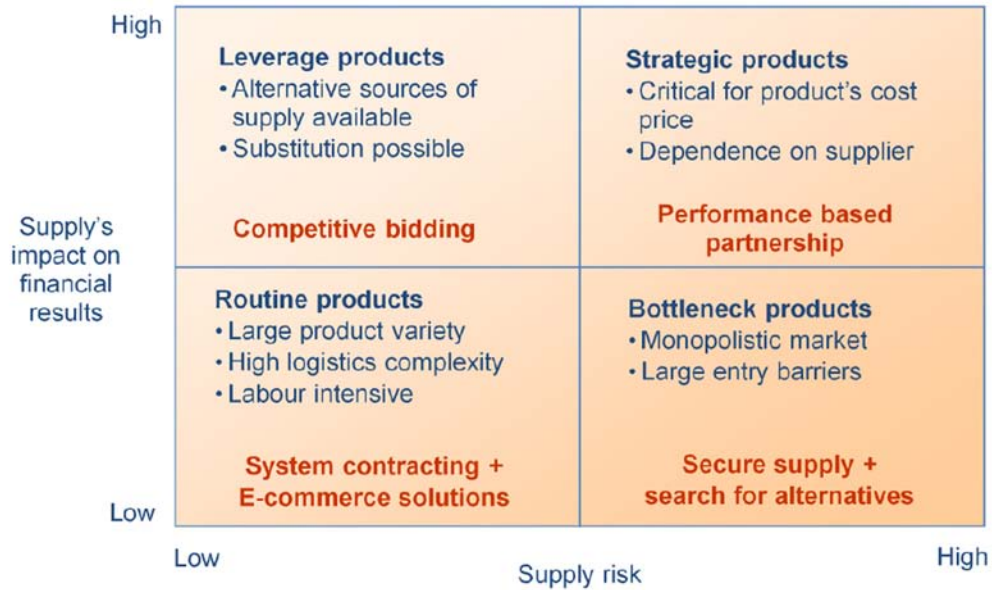 High
Leverage products
• Alternative sources of
supply available
• Substitution possible
Competitive bidding
Strategic products
• Critical for product's cost
price
• Dependence on supplier
Performance based
partnership
Supply's
impact on
financial
results
Routine products
• Large product variety
• High logistics complexity
• Labour intensive
System contracting +
E-commerce solutions
Bottleneck products
• Monopolistic market
• Large entry barriers
Secure supply +
search for alternatives
Low
Low
Supply risk
High